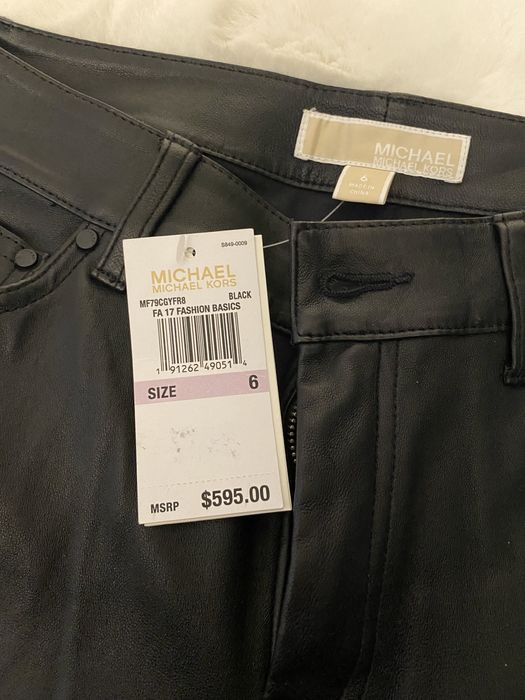 MICHAEL
MICHAEL KORS
6
MADE IN
CHINA
S849-0009
MICHAEL
MICHAEL KORS
MF79CGYFR8 BLACK
FA 17 FASHION BASICS
1 91262 49051 4
SIZE 6
MSRP $595.00